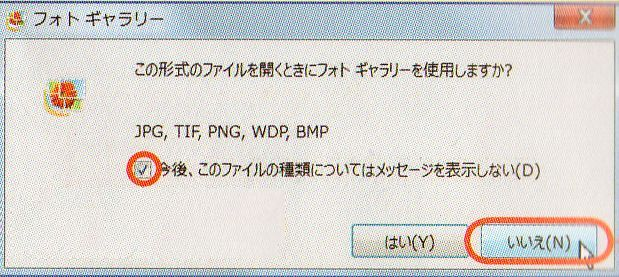 フォト ギャラリー
この形式のファイルを開くときにフォト ギャラリーを使用しますか?
JPG, TIF, PNG, WDP, BMP
今後、このファイルの種類についてはメッセージを表示しない(D)
はい(Y)
いいえ(N)